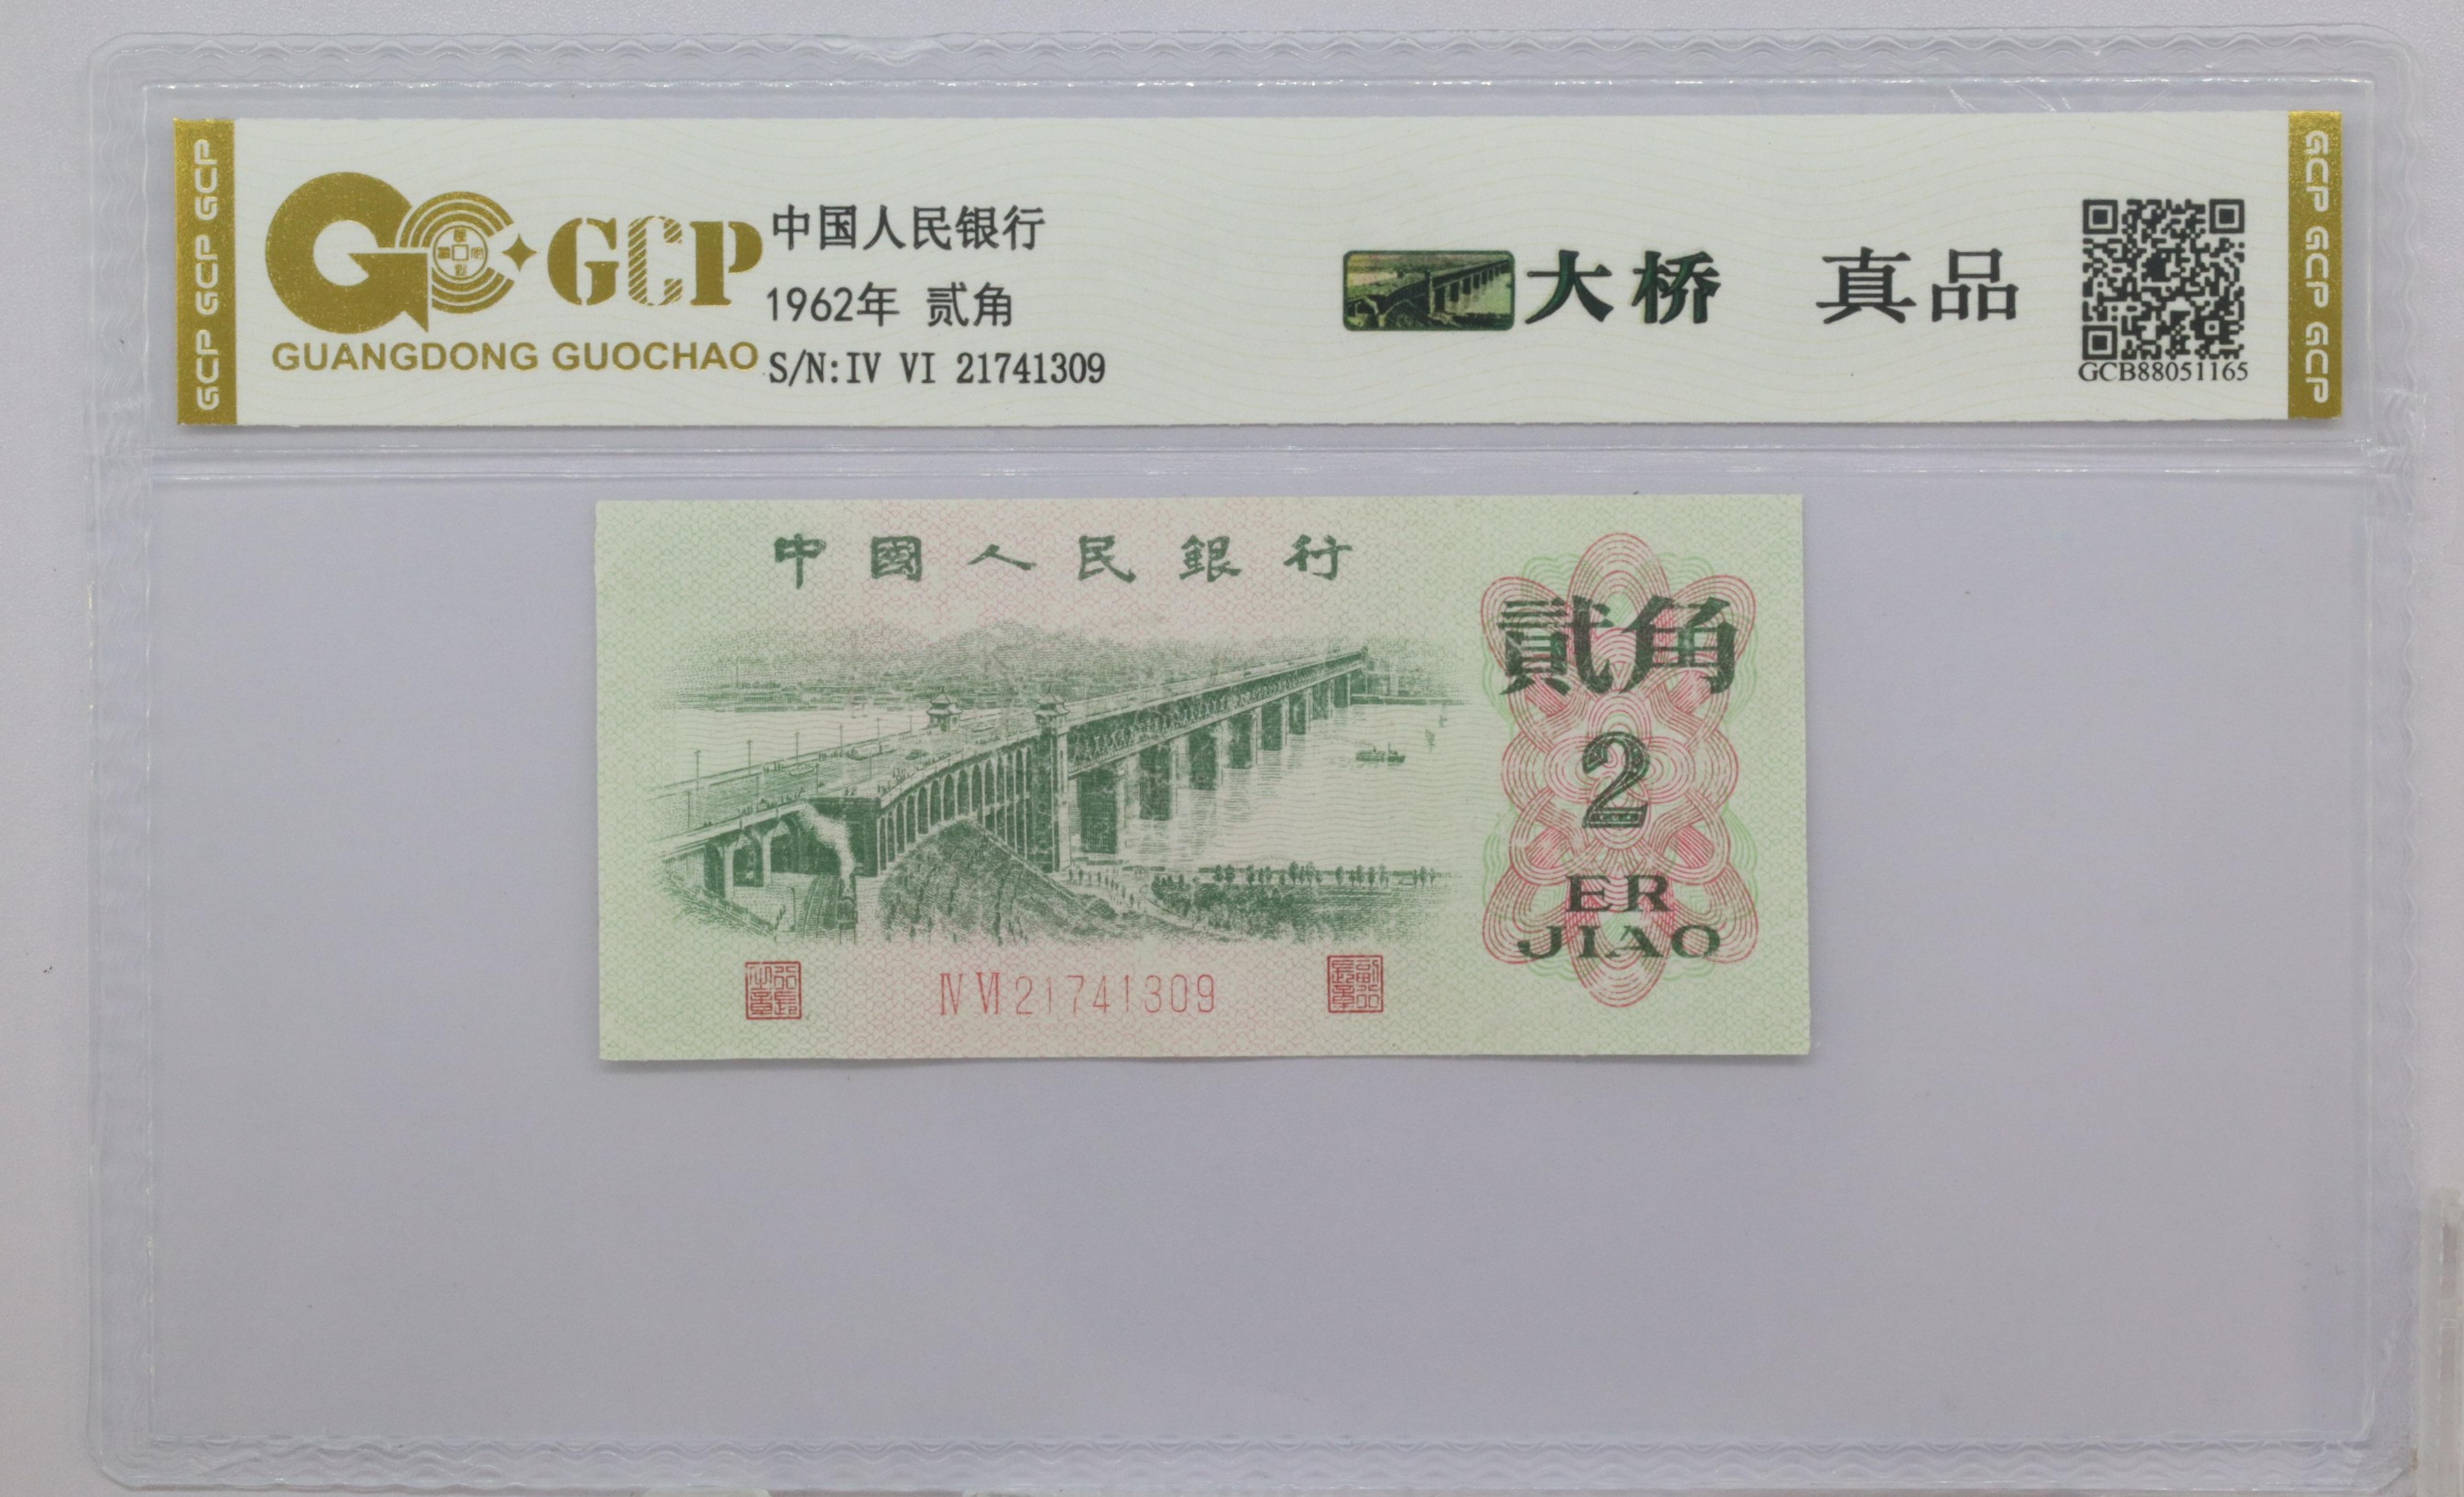 GCP GCP GCP
GCP
GUANGDONG GUOCHAO
中国人民银行
1962年 贰角
S/N:IV VI 21741309
大桥 真品
GCB88051165
GCP GCP GCP
中國人民銀行
貳角
2
ER
JIAO
Ⅳ Ⅵ 21741309